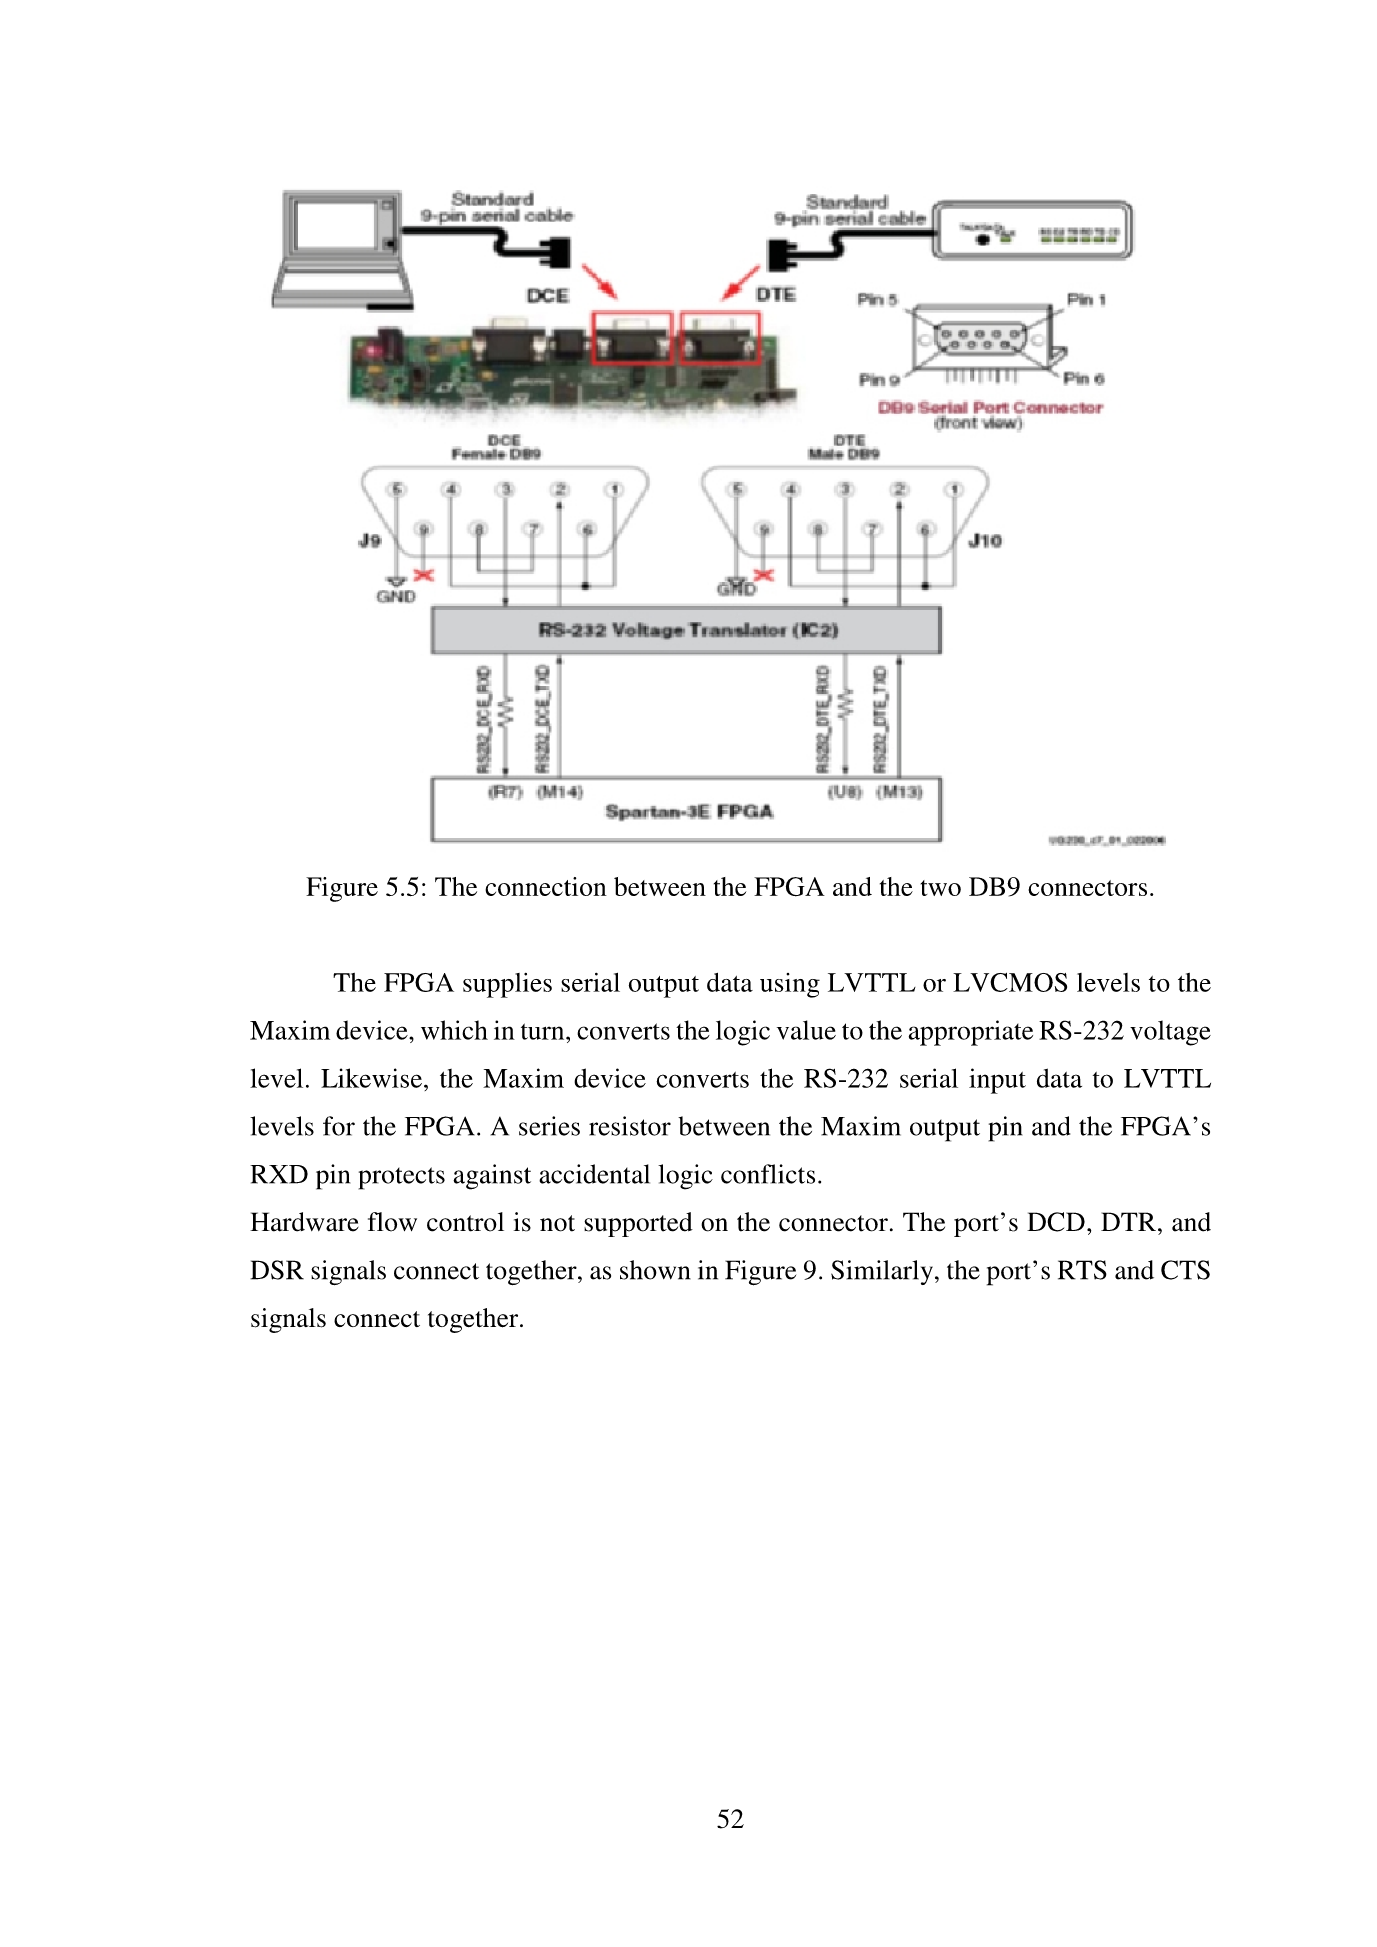 Standard
9-pin serial cable
Standard
9-pin serial cable
DCE
DTE
Pin 5
Pin 1
Pin 9
Pin 6
DB9 Serial Port Connector
(front view)
DCE
Female DB9
DTE
Male DB9
5 4 3 2 1
5 4 3 2 1
9 8 7 6
9 8 7 6
J9
J10
GND
GND
RS-232 Voltage Translator (IC2)
RS232_DCE_RXD
RS232_DCE_TXD
RS232_DTE_RXD
RS232_DTE_TXD
(R7) (M14)
(U8) (M13)
Spartan-3E FPGA
Figure 5.5: The connection between the FPGA and the two DB9 connectors.
The FPGA supplies serial output data using LVTTL or LVCMOS levels to the
Maxim device, which in turn, converts the logic value to the appropriate RS-232 voltage
level. Likewise, the Maxim device converts the RS-232 serial input data to LVTTL
levels for the FPGA. A series resistor between the Maxim output pin and the FPGA’s
RXD pin protects against accidental logic conflicts.
Hardware flow control is not supported on the connector. The port’s DCD, DTR, and
DSR signals connect together, as shown in Figure 9. Similarly, the port’s RTS and CTS
signals connect together.
52